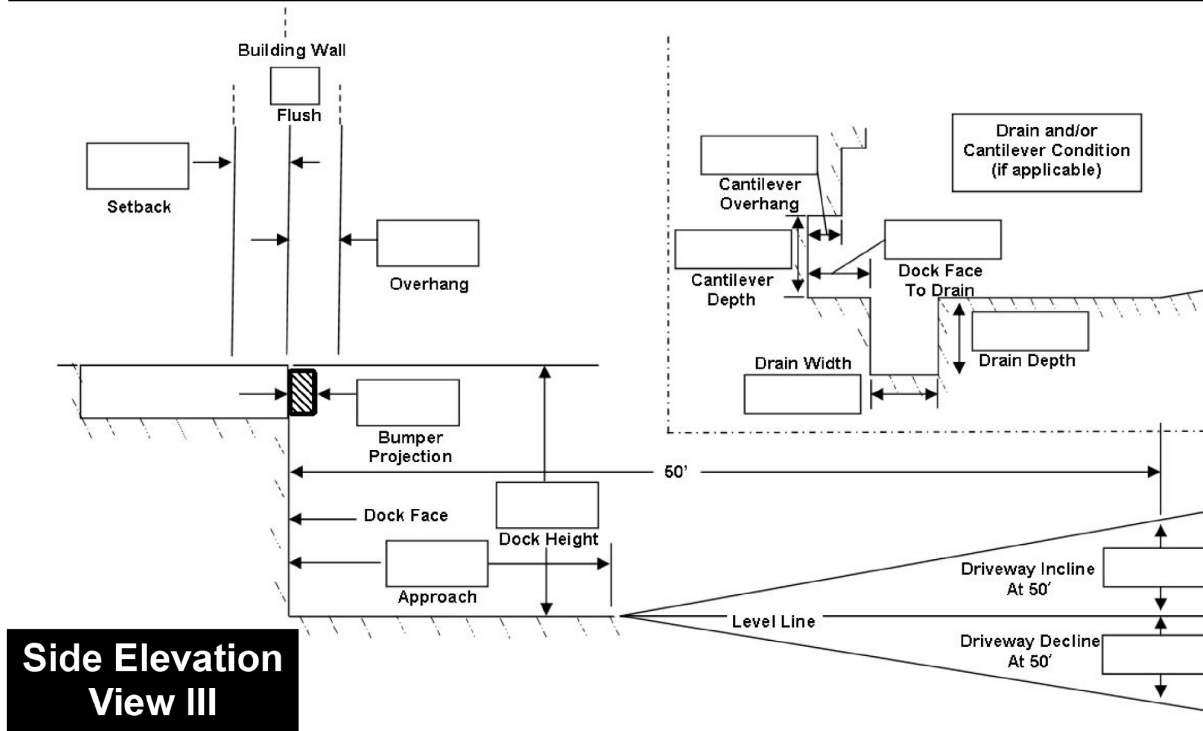 Building Wall
Flush
Setback
Overhang
Cantilever
Overhang
Drain and/or
Cantilever Condition
(if applicable)
Cantilever
Depth
Dock Face
To Drain
Drain Width
Drain Depth
Bumper
Projection
50'
Dock Face
Dock Height
Approach
Driveway Incline
At 50'
Level Line
Driveway Decline
At 50'
Side Elevation
View III